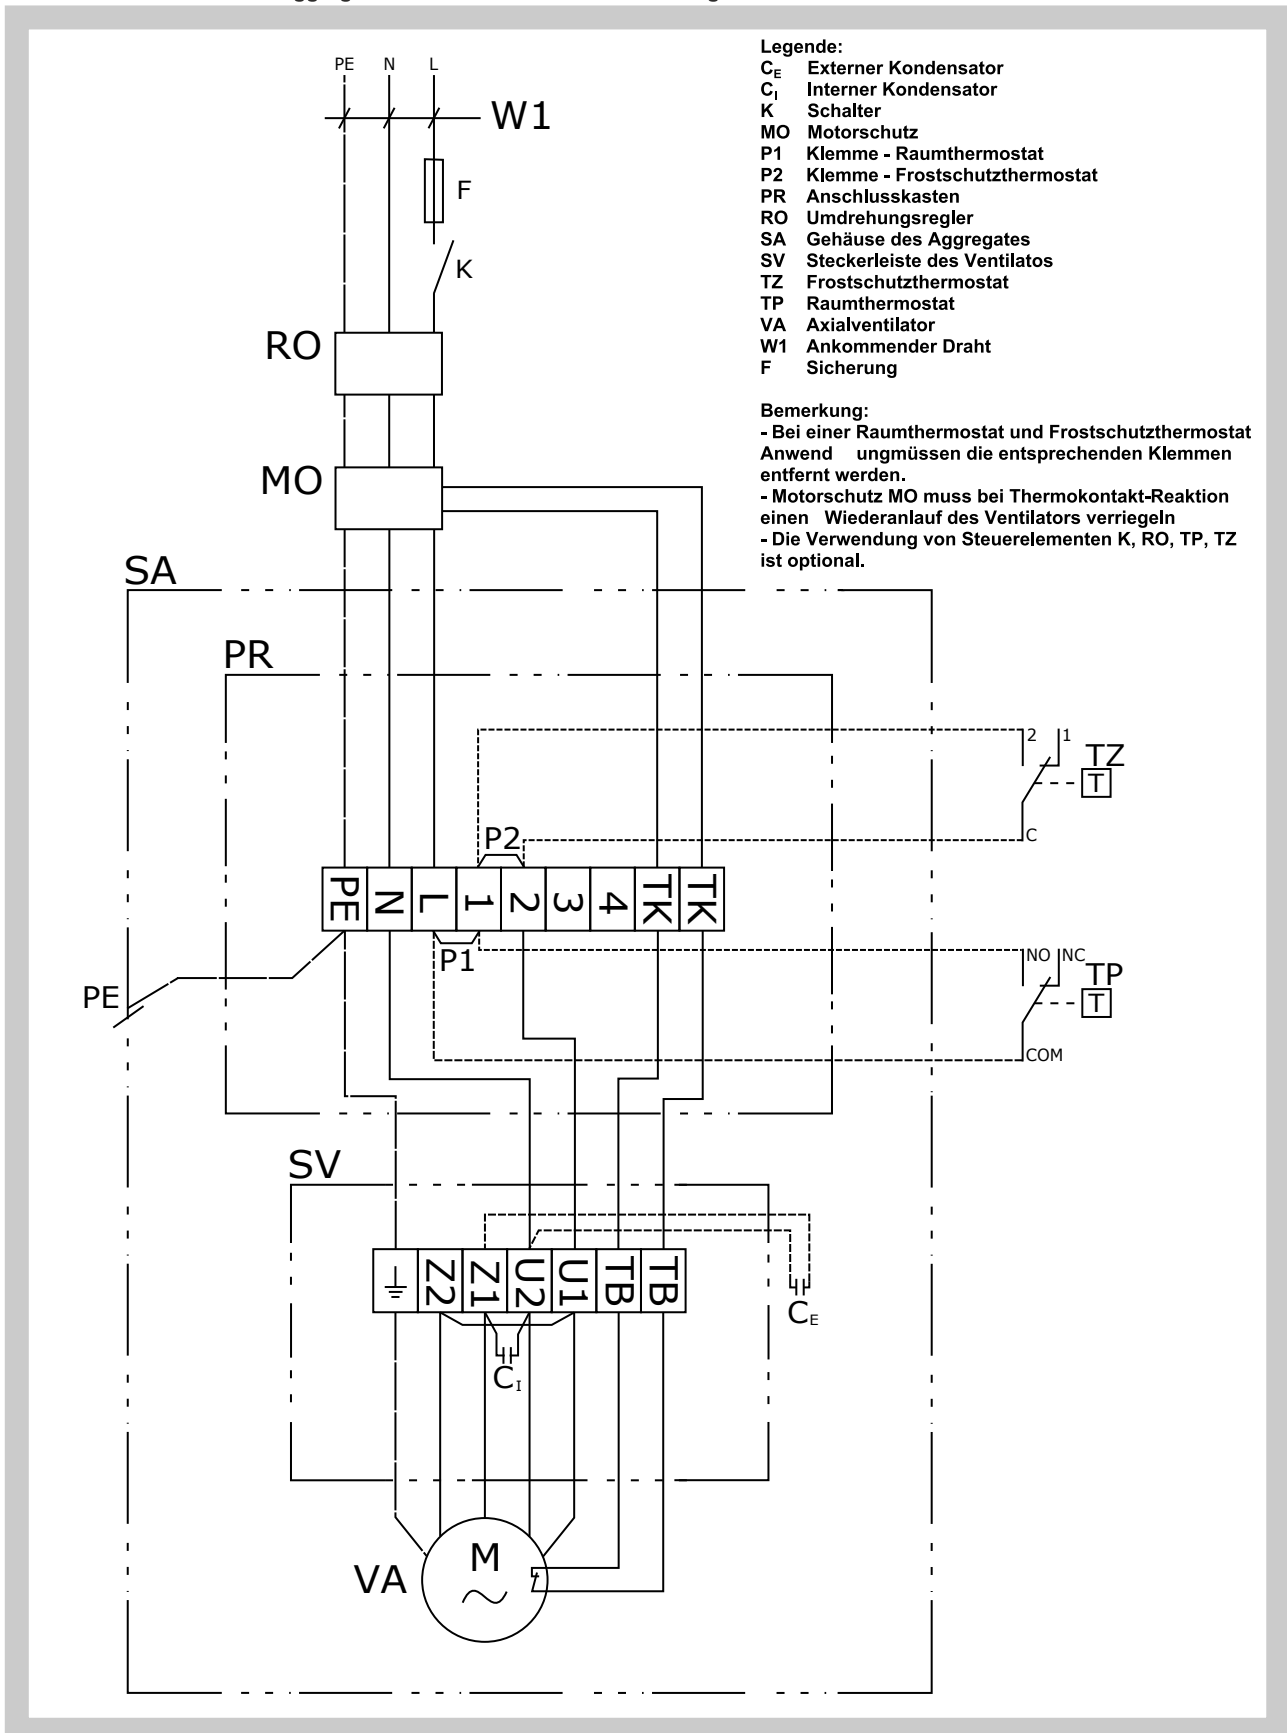 PE N L
W1
F
K
RO
MO
SA
PR
Legende:
CE Externer Kondensator
CI Interner Kondensator
K Schalter
MO Motorschutz
P1 Klemme - Raumthermostat
P2 Klemme - Frostschutzthermostat
PR Anschlusskasten
RO Umdrehungsregler
SA Gehäuse des Aggregates
SV Steckerleiste des Ventilatos
TZ Frostschutzthermostat
TP Raumthermostat
VA Axialventilator
W1 Ankommender Draht
F Sicherung
Bemerkung:
- Bei einer Raumthermostat und Frostschutzthermostat
Anwend ungmüssen die entsprechenden Klemmen
entfernt werden.
- Motorschutz MO muss bei Thermokontakt-Reaktion
einen Wiederanlauf des Ventilators verriegeln
- Die Verwendung von Steuerelementen K, RO, TP, TZ
ist optional.
2 1
TZ
T
C
P2
PE N L 1 2 3 4 TK TK
P1
NO NC
TP
T
COM
PE
SV
Z2 Z1 U2 U1 TB TB
CE
CI
M
VA